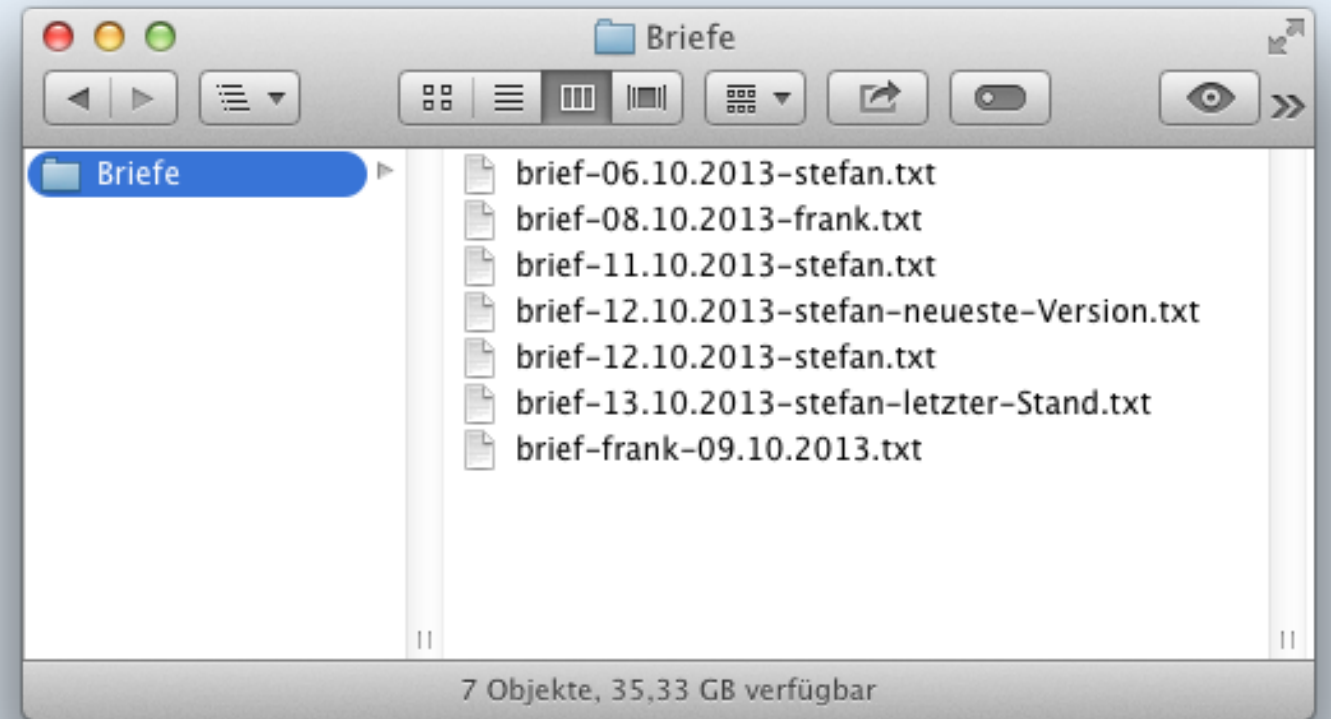 Briefe
Briefe
brief-06.10.2013-stefan.txt
brief-08.10.2013-frank.txt
brief-11.10.2013-stefan.txt
brief-12.10.2013-stefan-neueste-Version.txt
brief-12.10.2013-stefan.txt
brief-13.10.2013-stefan-letzter-Stand.txt
brief-frank-09.10.2013.txt
7 Objekte, 35,33 GB verfügbar